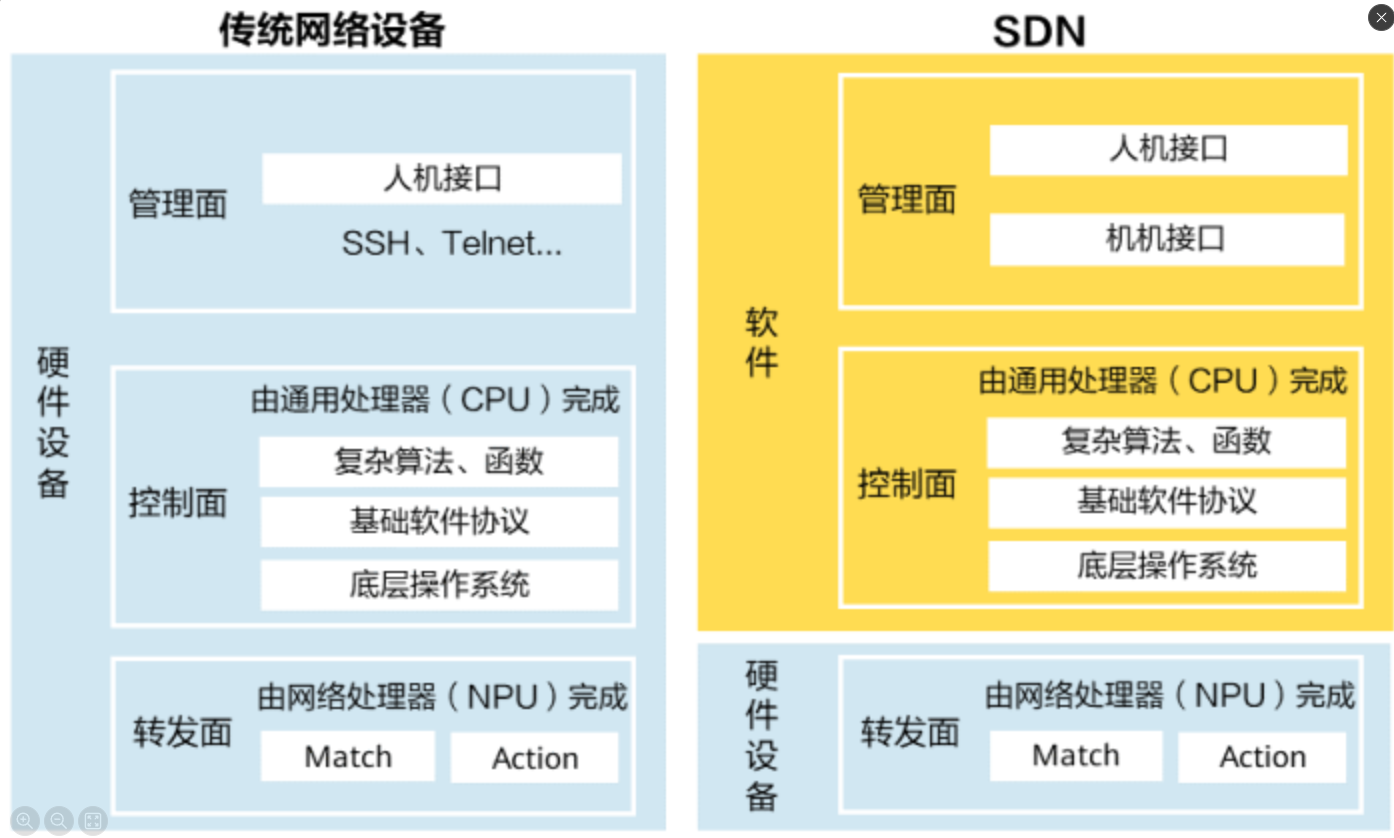 传统网络设备
硬件设备
管理面
人机接口
SSH、Telnet...
控制面
由通用处理器（CPU）完成
复杂算法、函数
基础软件协议
底层操作系统
转发面
由网络处理器（NPU）完成
Match
Action
SDN
软件
管理面
人机接口
机机接口
控制面
由通用处理器（CPU）完成
复杂算法、函数
基础软件协议
底层操作系统
硬件设备
转发面
由网络处理器（NPU）完成
Match
Action